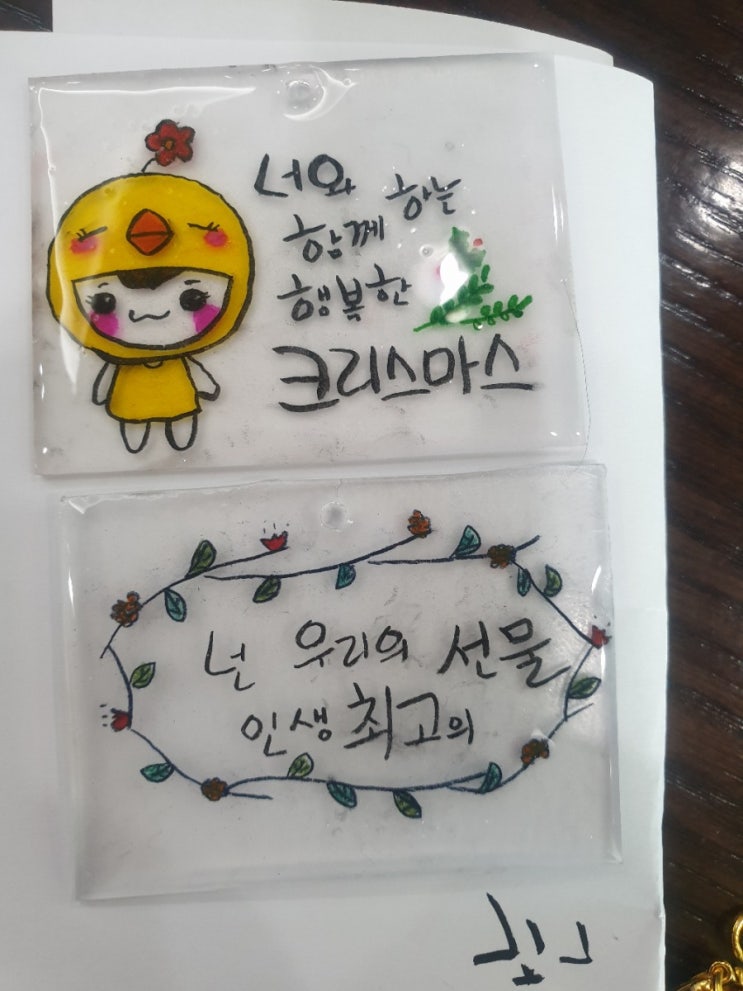 너와 하는
함께
행복한
크리스마스
넌 우리의 선물
인생 최고의